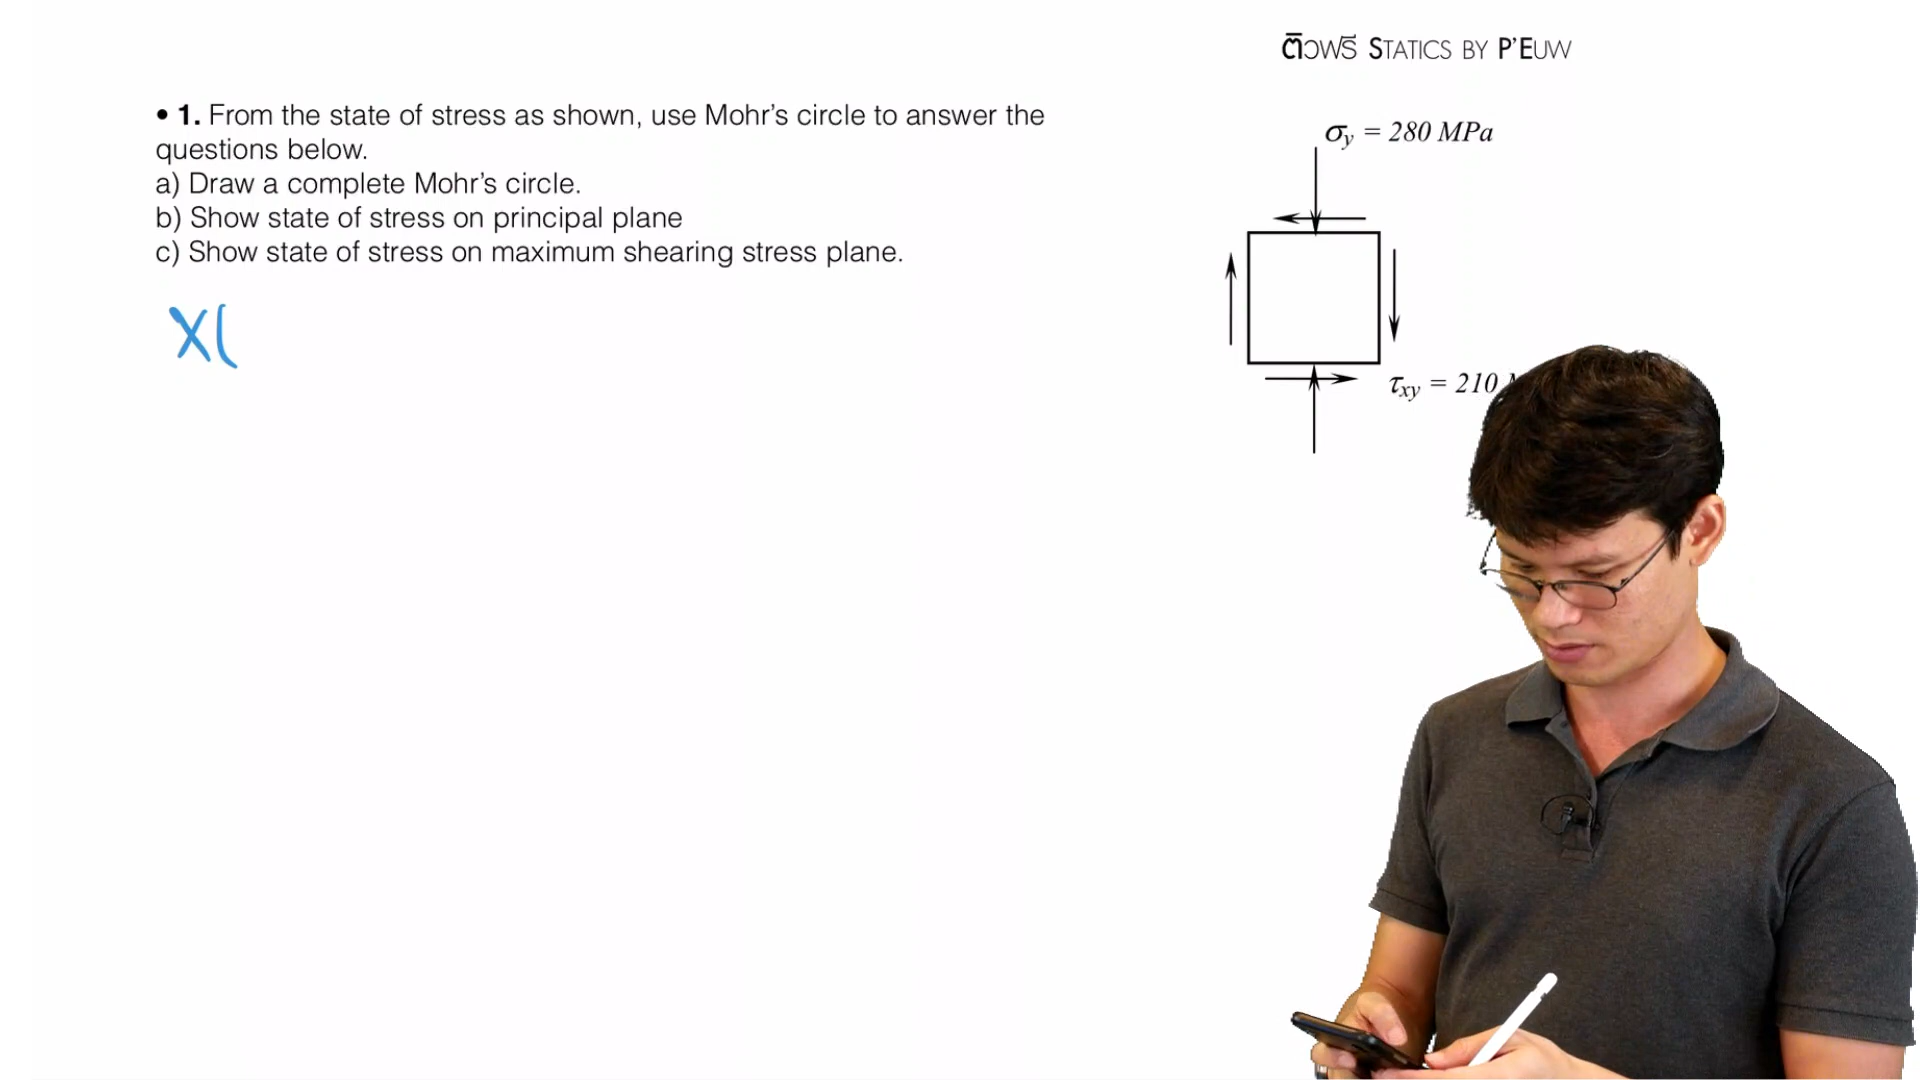 ติวฟรี STATICS BY P'EUW
• 1. From the state of stress as shown, use Mohr's circle to answer the
questions below.
a) Draw a complete Mohr's circle.
b) Show state of stress on principal plane
c) Show state of stress on maximum shearing stress plane.
X(
σy = 280 MPa
τxy = 210